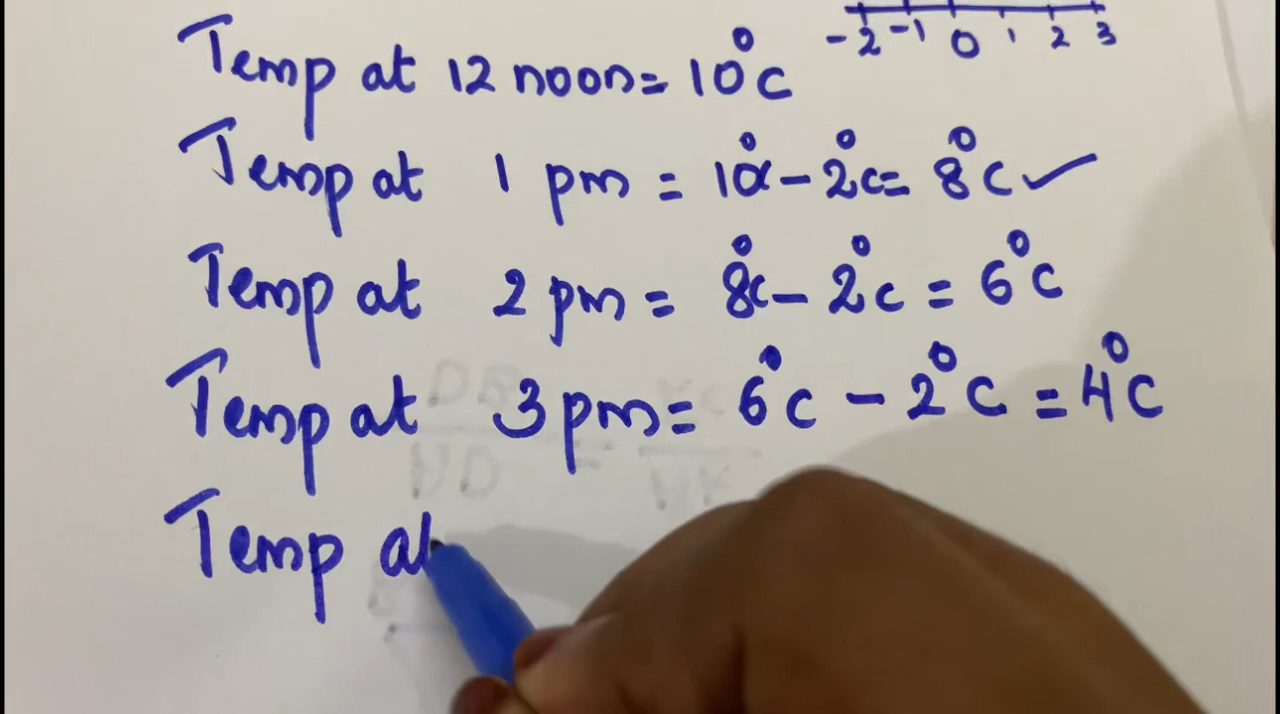 -2 -1 0 1 2 3
Temp at 12 noon = 10°C
Temp at 1 pm = 10°C - 2°C = 8°C ✓
Temp at 2 pm = 8°C - 2°C = 6°C
Temp at 3 pm = 6°C - 2°C = 4°C
Temp at